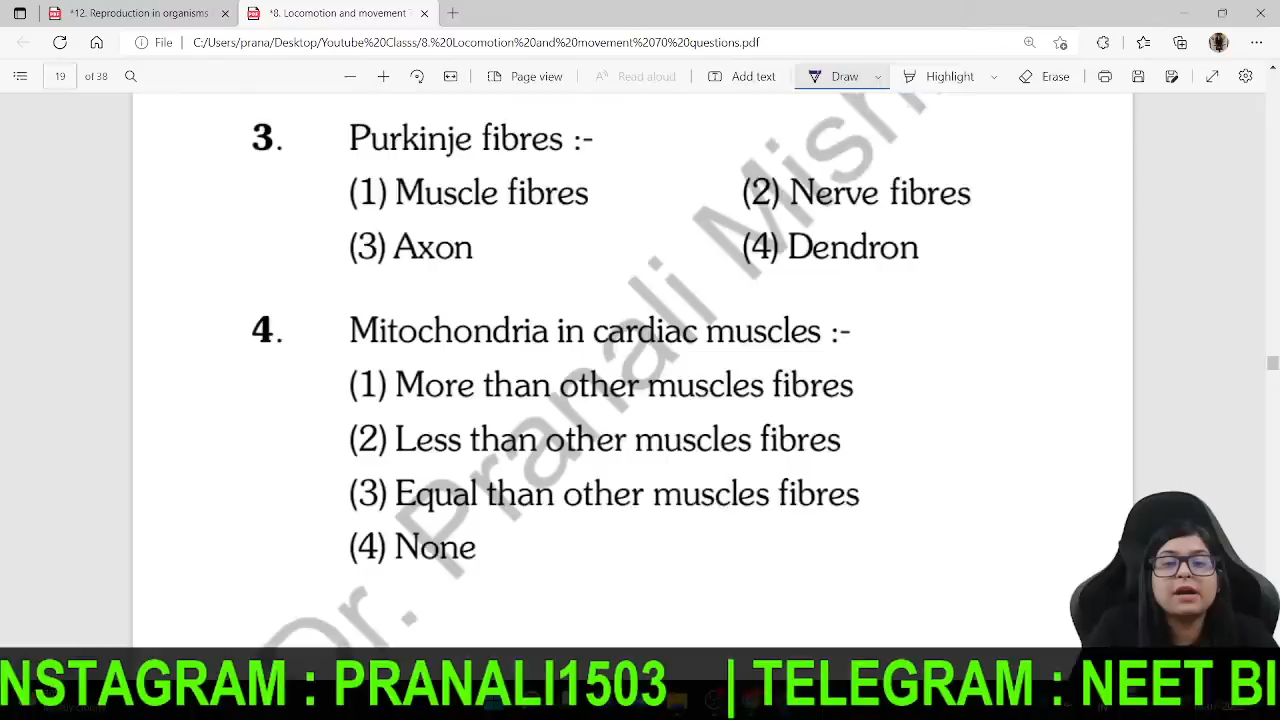 *12. Reproduction in organisms
*8. Locomotion and movement
File
C:/Users/prana/Desktop/Youtube%20Classs/8.%20Locomotion%20and%20movement%2070%20questions.pdf
19 of 38
Page view
Read aloud
Add text
Draw
Highlight
Erase
3. Purkinje fibres :-
(1) Muscle fibres (2) Nerve fibres
(3) Axon (4) Dendron
4. Mitochondria in cardiac muscles :-
(1) More than other muscles fibres
(2) Less than other muscles fibres
(3) Equal than other muscles fibres
(4) None
Dr. Pranali Mish
NSTAGRAM : PRANALI1503 | TELEGRAM : NEET BI